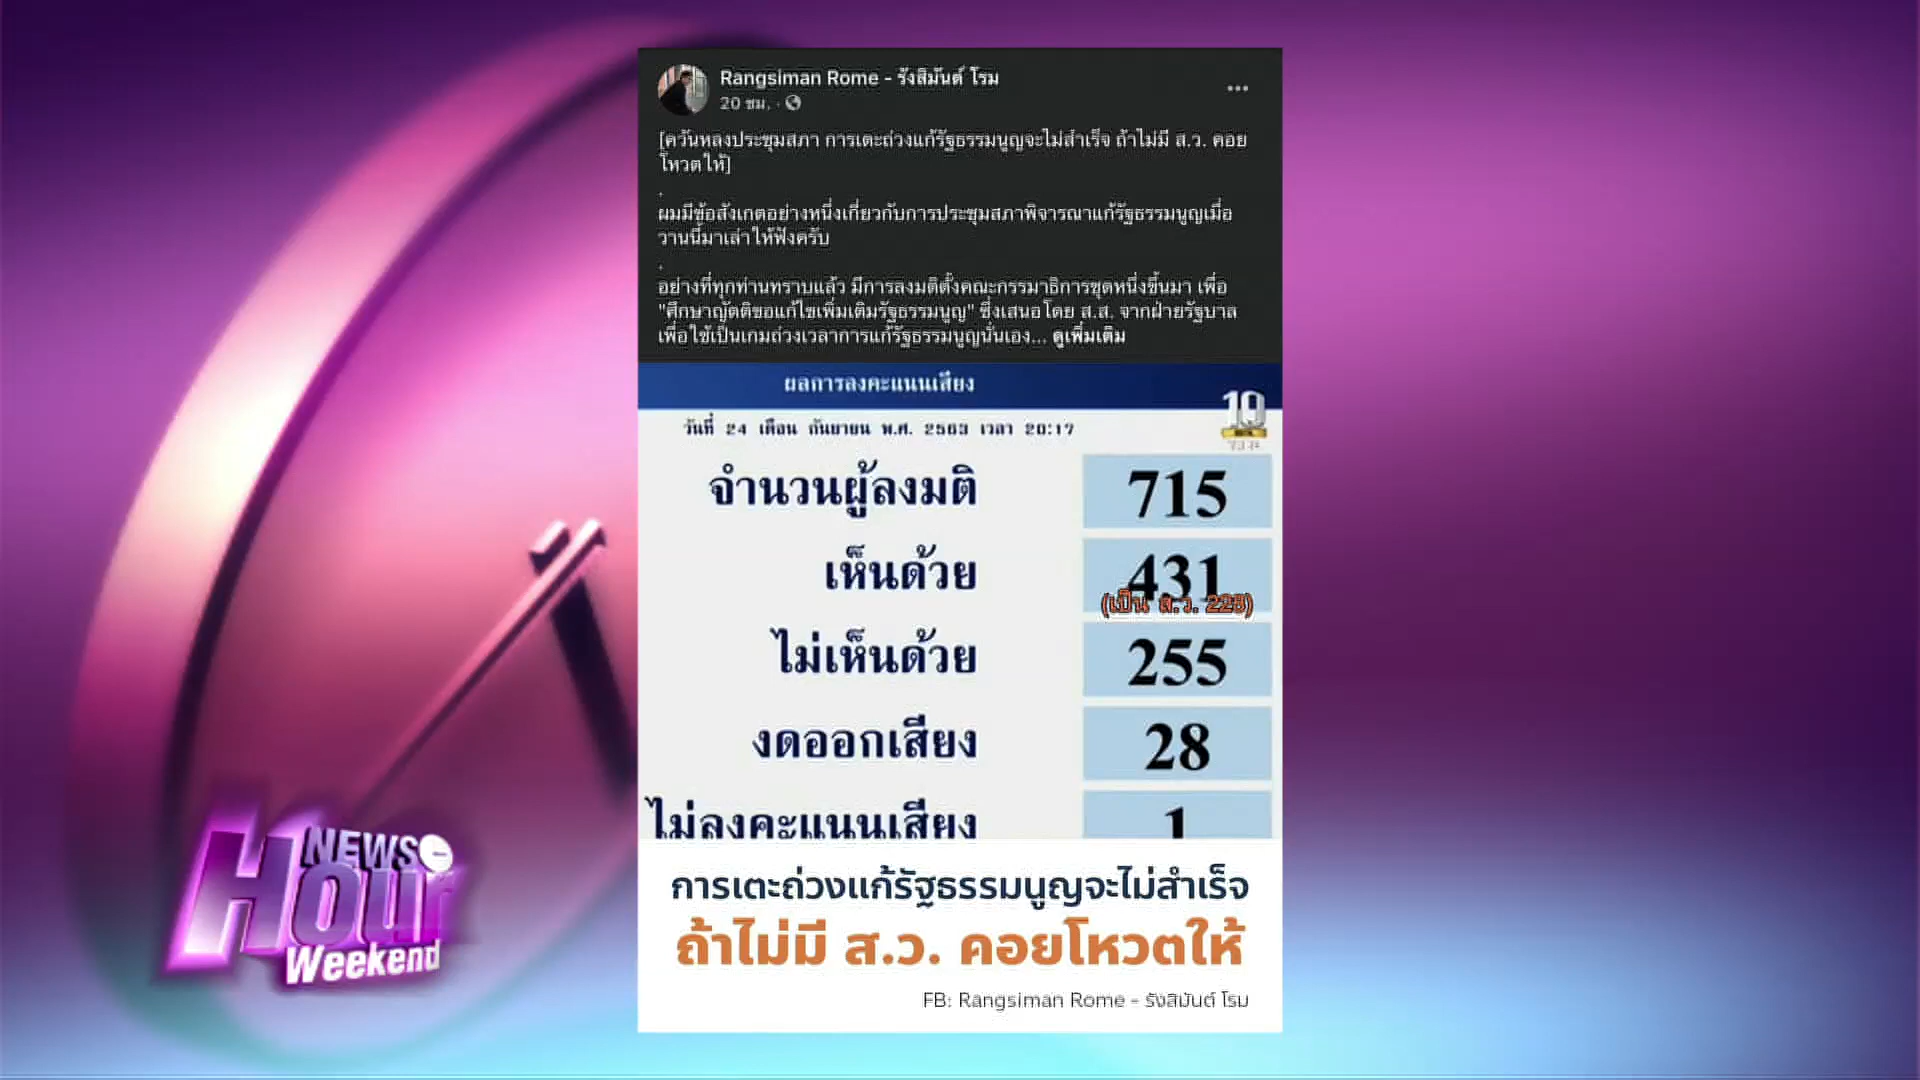 Rangsiman Rome - รังสิมันต์ โรม
20 ชม. ·
[ควันหลงประชุมสภา การเตะถ่วงแก้รัฐธรรมนูญจะไม่สำเร็จ ถ้าไม่มี ส.ว. คอย
โหวตให้]
.
ผมมีข้อสังเกตอย่างหนึ่งเกี่ยวกับการประชุมสภาพิจารณาแก้รัฐธรรมนูญเมื่อ
วานนี้มาเล่าให้ฟังครับ
.
อย่างที่ทุกท่านทราบแล้ว มีการลงมติตั้งคณะกรรมาธิการชุดหนึ่งขึ้นมา เพื่อ
"ศึกษาญัตติขอแก้ไขเพิ่มเติมรัฐธรรมนูญ" ซึ่งเสนอโดย ส.ส. จากฝ่ายรัฐบาล
เพื่อใช้เป็นเกมถ่วงเวลาการแก้รัฐธรรมนูญนั่นเอง... ดูเพิ่มเติม
ผลการลงคะแนนเสียง
10
วันที่ 24 เดือน กันยายน พ.ศ. 2563 เวลา 20:17
จำนวนผู้ลงมติ 715
เห็นด้วย 431
(เป็น ส.ว. 228)
ไม่เห็นด้วย 255
งดออกเสียง 28
ไม่ลงคะแนนเสียง 1
การเตะถ่วงแก้รัฐธรรมนูญจะไม่สำเร็จ
ถ้าไม่มี ส.ว. คอยโหวตให้
FB: Rangsiman Rome - รังสิมันต์ โรม
NEWS
Hour
Weekend